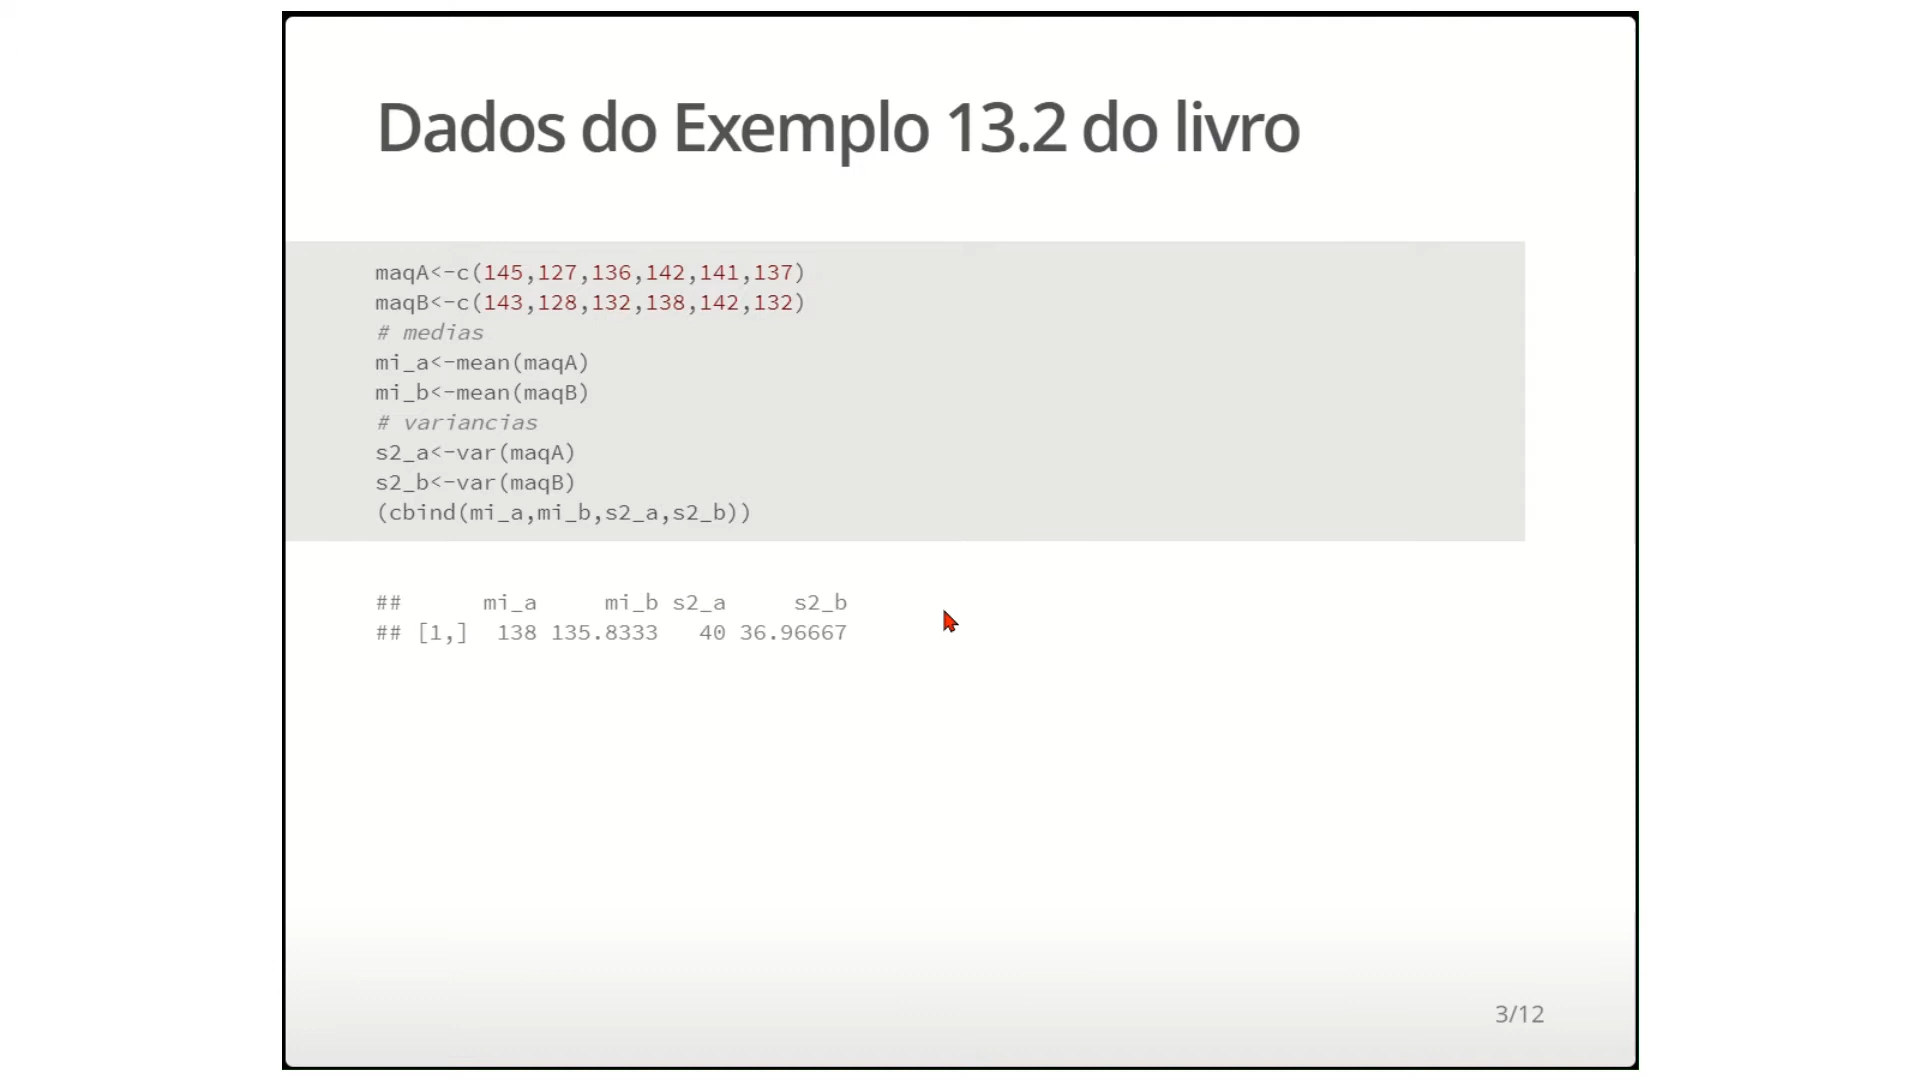 Dados do Exemplo 13.2 do livro
maqA<-c(145,127,136,142,141,137)
maqB<-c(143,128,132,138,142,132)
# medias
mi_a<-mean(maqA)
mi_b<-mean(maqB)
# variancias
s2_a<-var(maqA)
s2_b<-var(maqB)
(cbind(mi_a,mi_b,s2_a,s2_b))
##      mi_a     mi_b s2_a     s2_b
## [1,]  138 135.8333   40 36.96667
3/12